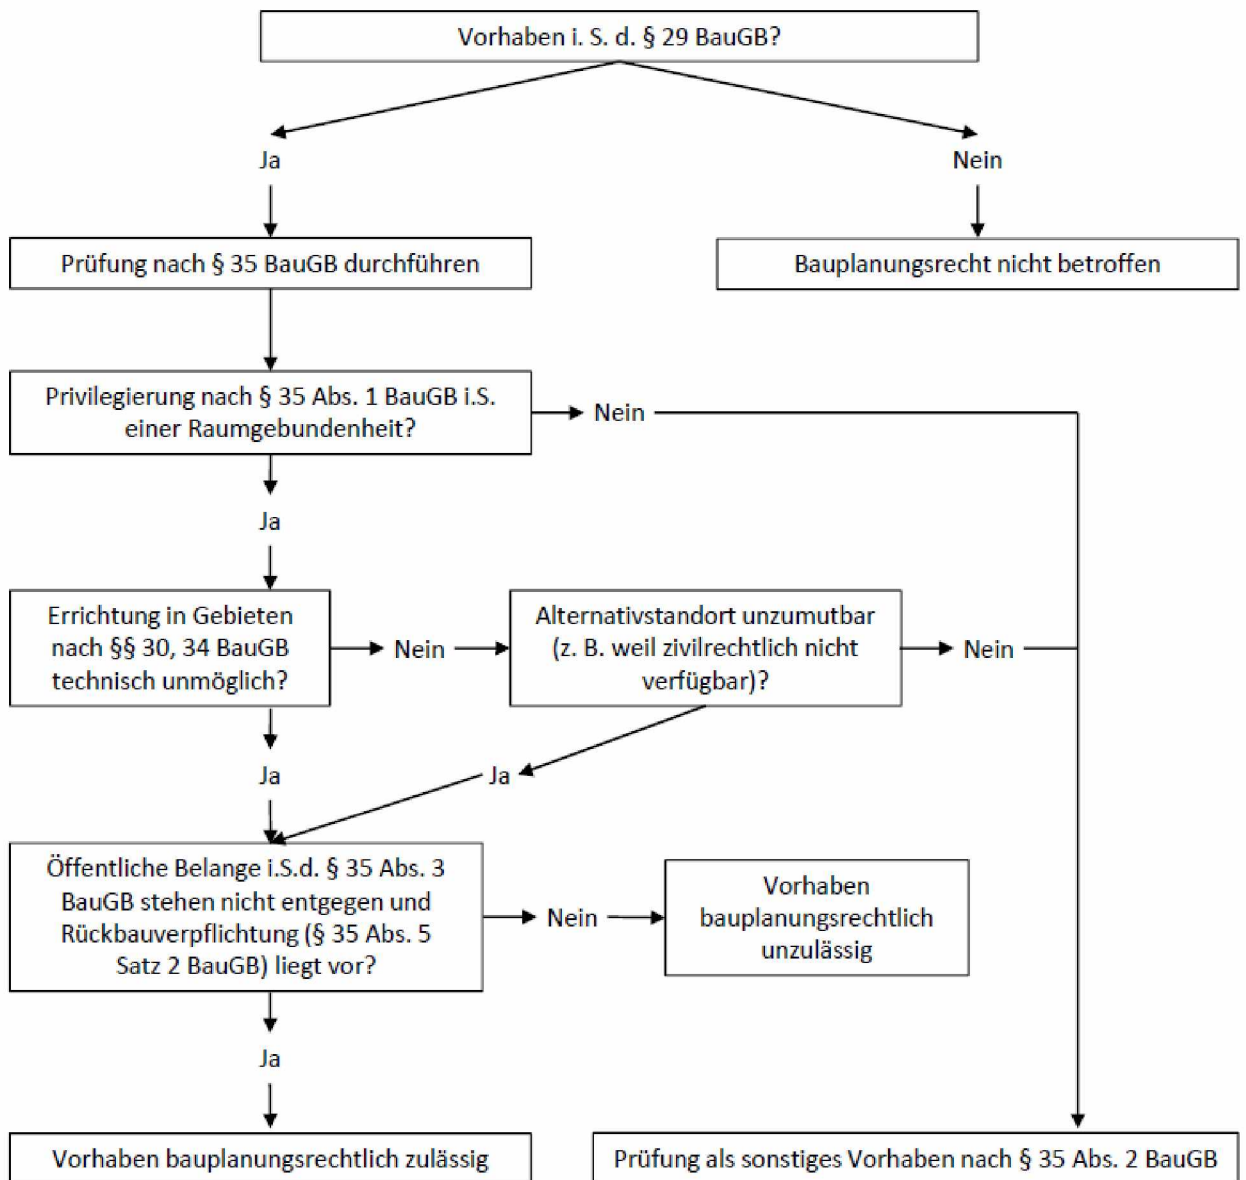 Vorhaben i. S. d. § 29 BauGB?
Ja
Nein
Prüfung nach § 35 BauGB durchführen
Bauplanungsrecht nicht betroffen
Privilegierung nach § 35 Abs. 1 BauGB i.S.
einer Raumgebundenheit?
Nein
Ja
Errichtung in Gebieten
nach §§ 30, 34 BauGB
technisch unmöglich?
Nein
Alternativstandort unzumutbar
(z. B. weil zivilrechtlich nicht
verfügbar)?
Nein
Ja
Ja
Öffentliche Belange i.S.d. § 35 Abs. 3
BauGB stehen nicht entgegen und
Rückbauverpflichtung (§ 35 Abs. 5
Satz 2 BauGB) liegt vor?
Nein
Vorhaben
bauplanungsrechtlich
unzulässig
Ja
Vorhaben bauplanungsrechtlich zulässig
Prüfung als sonstiges Vorhaben nach § 35 Abs. 2 BauGB